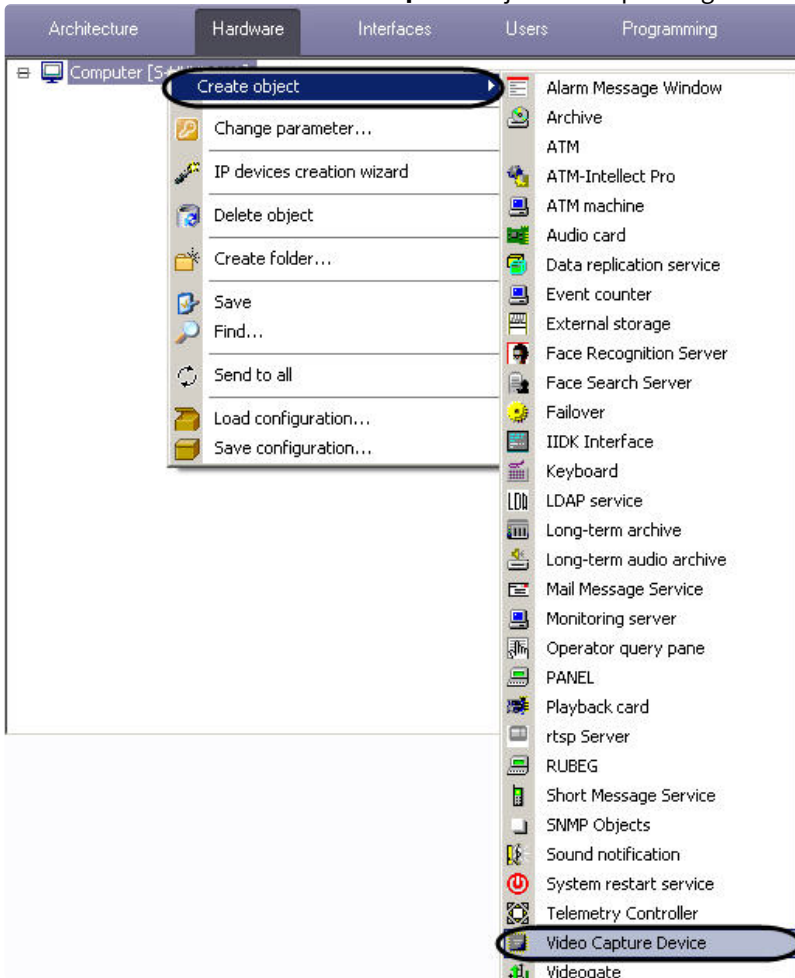 Architecture Hardware Interfaces Users Programming
Computer
Create object
Change parameter...
IP devices creation wizard
Delete object
Create folder...
Save
Find...
Send to all
Load configuration...
Save configuration...
Alarm Message Window
Archive
ATM
ATM-Intellect Pro
ATM machine
Audio card
Data replication service
Event counter
External storage
Face Recognition Server
Face Search Server
Failover
IIDK Interface
Keyboard
LDAP service
Long-term archive
Long-term audio archive
Mail Message Service
Monitoring server
Operator query pane
PANEL
Playback card
rtsp Server
RUBEG
Short Message Service
SNMP Objects
Sound notification
System restart service
Telemetry Controller
Video Capture Device
Videogate